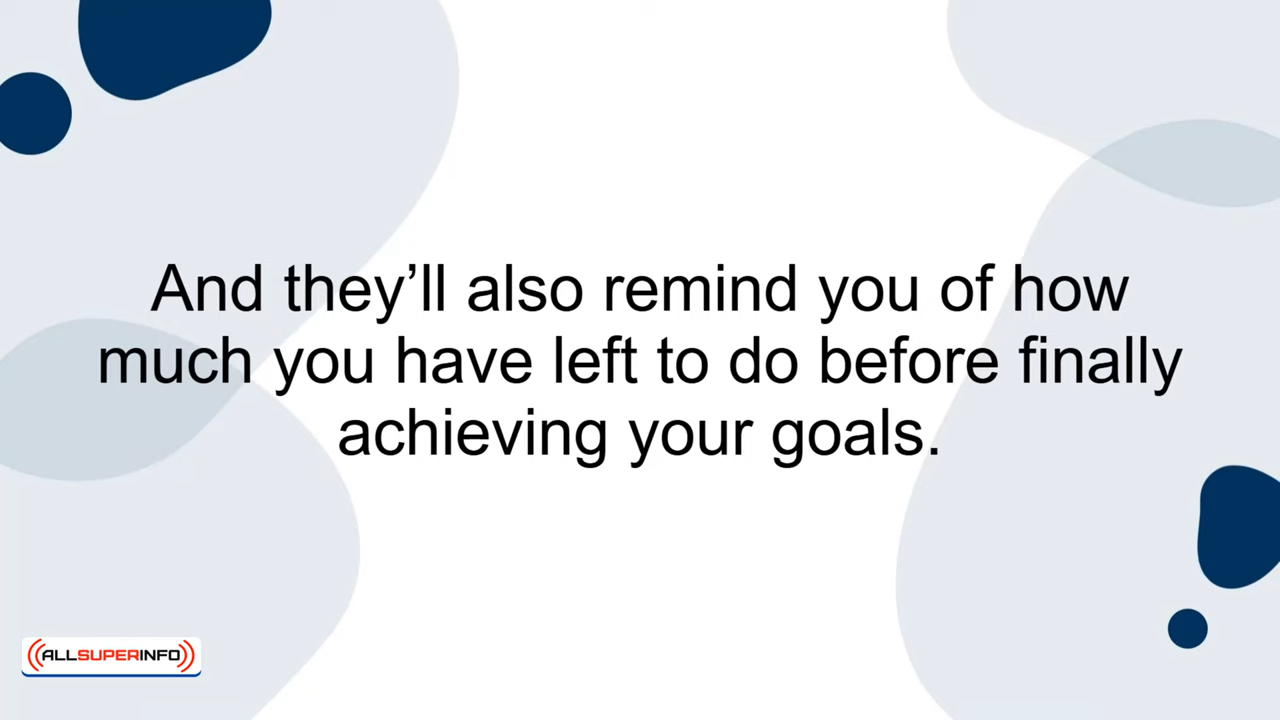 And they’ll also remind you of how
much you have left to do before finally
achieving your goals.
ALLSUPERINFO